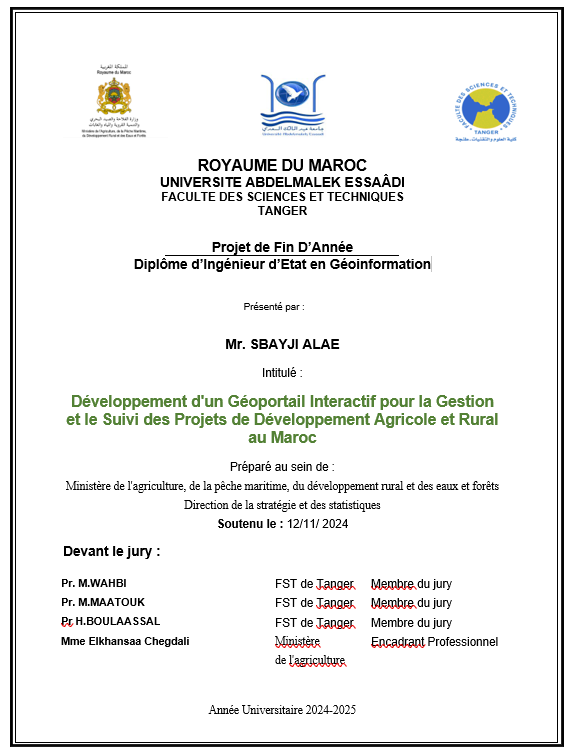 المملكة المغربية
Royaume du Maroc
وزارة الفلاحة والصيد البحري
والتنمية القروية والمياه والغابات
Ministère de l'Agriculture, de la Pêche Maritime,
du Développement Rural et des Eaux et Forêts
جامعة عبد المالك السعدي
Université Abdelmalek Essaadi
FACULTE DES SCIENCES ET TECHNIQUES
TANGER
كلية العلوم والتقنيات - طنجة
ROYAUME DU MAROC
UNIVERSITE ABDELMALEK ESSAÂDI
FACULTE DES SCIENCES ET TECHNIQUES
TANGER
Projet de Fin D’Année
Diplôme d’Ingénieur d’Etat en Géoinformation
Présenté par :
Mr. SBAYJI ALAE
Intitulé :
Développement d'un Géoportail Interactif pour la Gestion
et le Suivi des Projets de Développement Agricole et Rural
au Maroc
Préparé au sein de :
Ministère de l'agriculture, de la pêche maritime, du développement rural et des eaux et forêts
Direction de la stratégie et des statistiques
Soutenu le : 12/11/ 2024
Devant le jury :
Pr. M.WAHBI FST de Tanger Membre du jury
Pr. M.MAATOUK FST de Tanger Membre du jury
Pr H.BOULAASSAL FST de Tanger Membre du jury
Mme Elkhansaa Chegdali Ministère Encadrant Professionnel
de l'agriculture
Année Universitaire 2024-2025